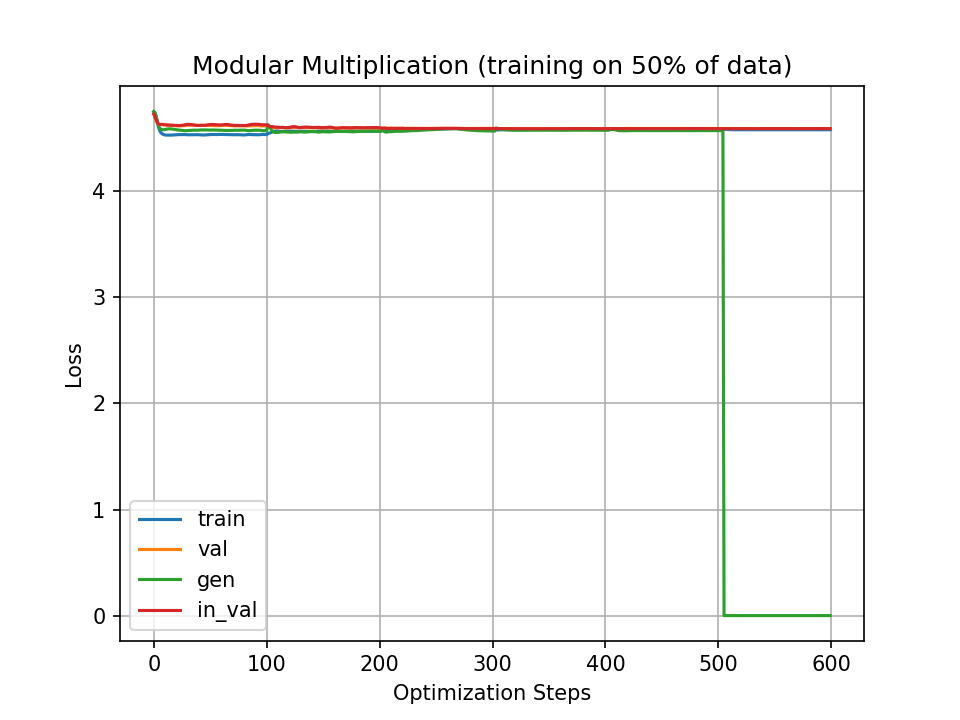 Modular Multiplication (training on 50% of data)
Loss
4
3
2
1
0
train
val
gen
in_val
0 100 200 300 400 500 600
Optimization Steps